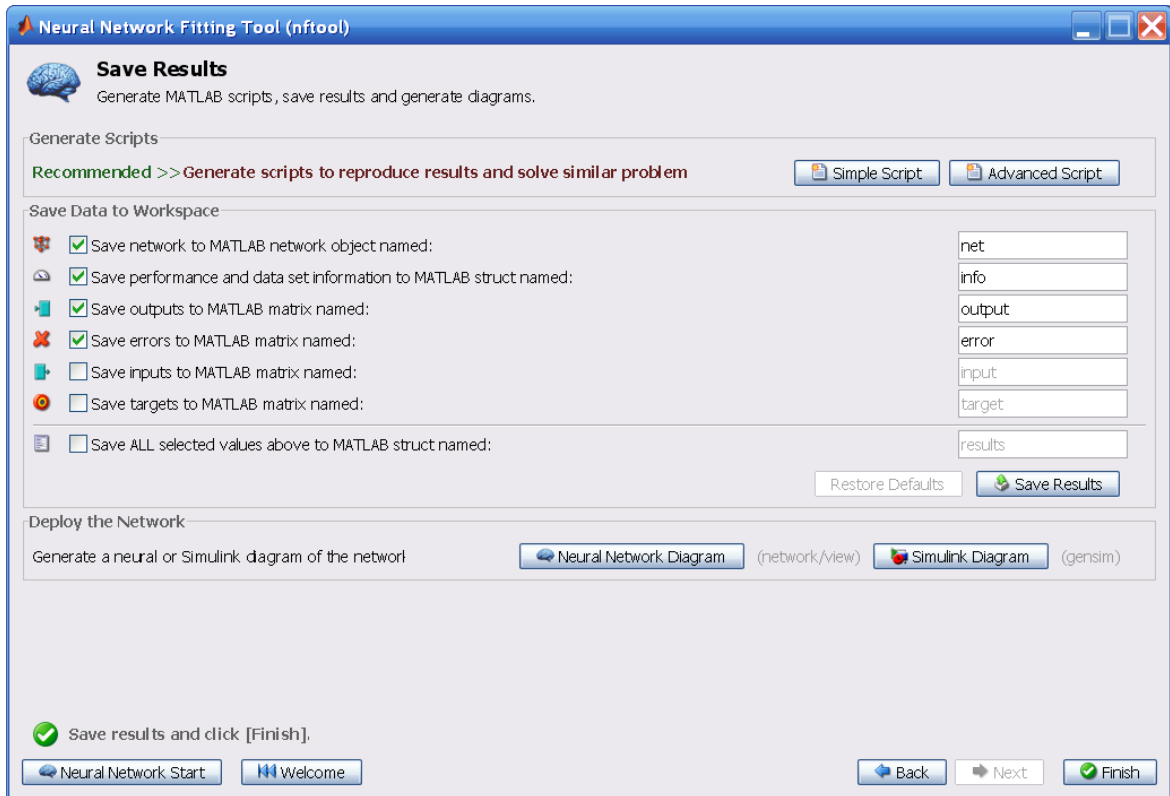 Neural Network Fitting Tool (nftool)
Save Results
Generate MATLAB scripts, save results and generate diagrams.
Generate Scripts
Recommended >> Generate scripts to reproduce results and solve similar problem
Simple Script
Advanced Script
Save Data to Workspace
Save network to MATLAB network object named: net
Save performance and data set information to MATLAB struct named: info
Save outputs to MATLAB matrix named: output
Save errors to MATLAB matrix named: error
Save inputs to MATLAB matrix named: input
Save targets to MATLAB matrix named: target
Save ALL selected values above to MATLAB struct named: results
Restore Defaults
Save Results
Deploy the Network
Generate a neural or Simulink diagram of the network
Neural Network Diagram
(network/view)
Simulink Diagram
(gensim)
Save results and click [Finish].
Neural Network Start
Welcome
Back
Next
Finish